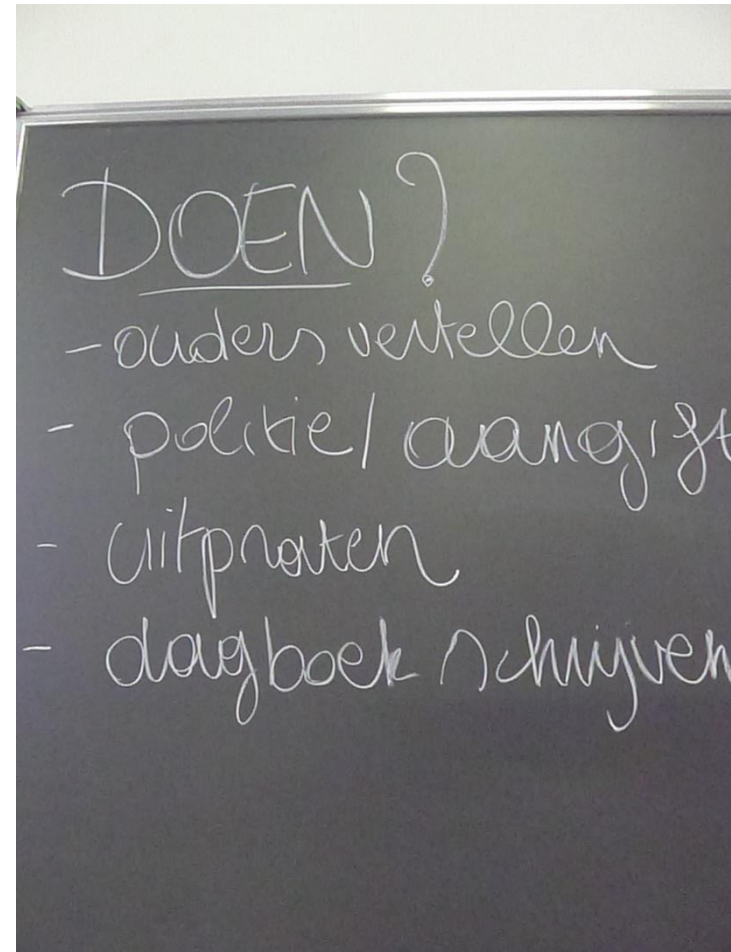 DOEN?
- ouders vertellen
- politie/ aangift
- uitpraten
- dagboek schrijven